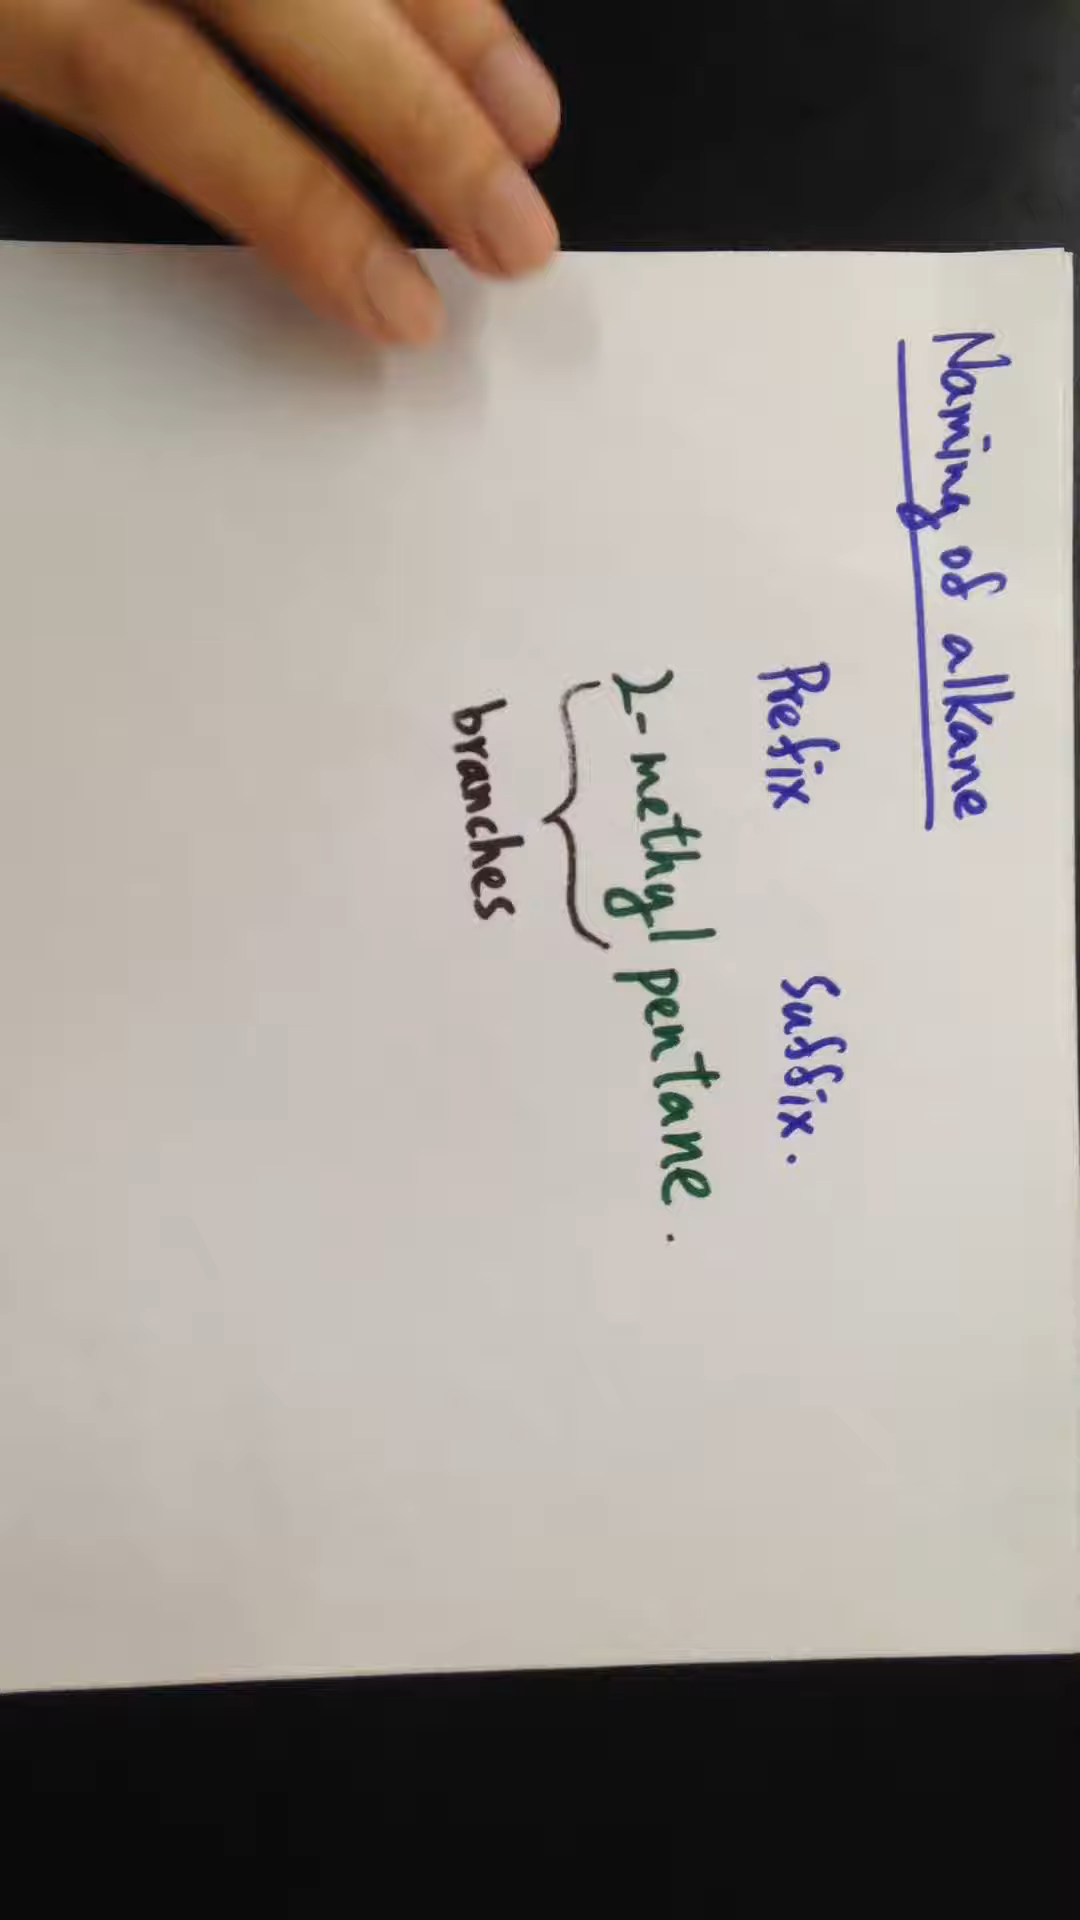 Naming of alkane
Prefix Suffix.
2-methyl pentane.
branches